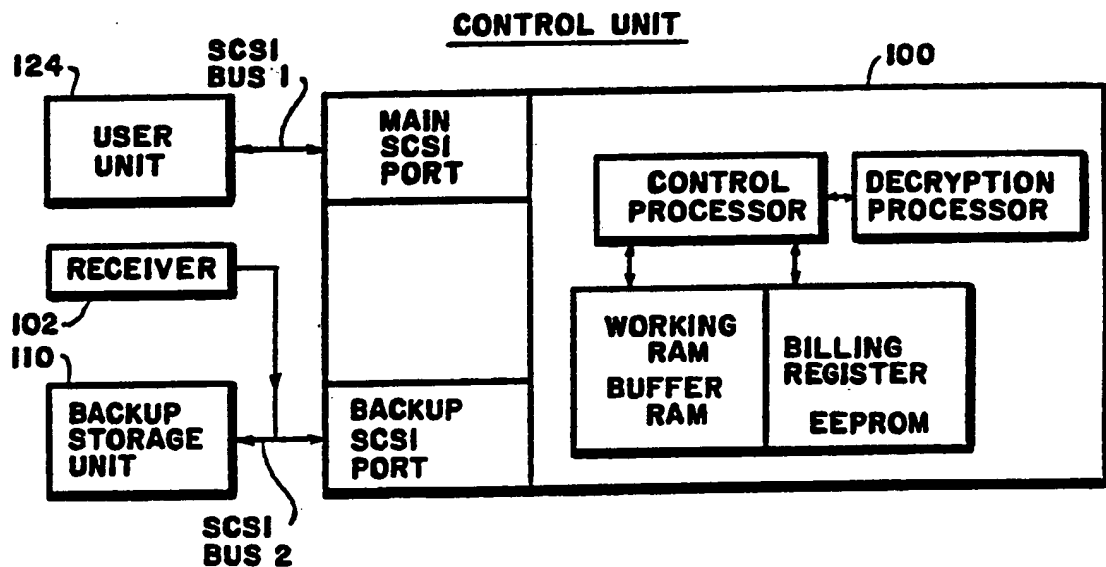 CONTROL UNIT
SCSI
BUS 1
124
100
USER
UNIT
MAIN
SCSI
PORT
CONTROL
PROCESSOR
DECRYPTION
PROCESSOR
RECEIVER
102
110
WORKING
RAM
BUFFER
RAM
BILLING
REGISTER
EEPROM
BACKUP
STORAGE
UNIT
BACKUP
SCSI
PORT
SCSI
BUS 2